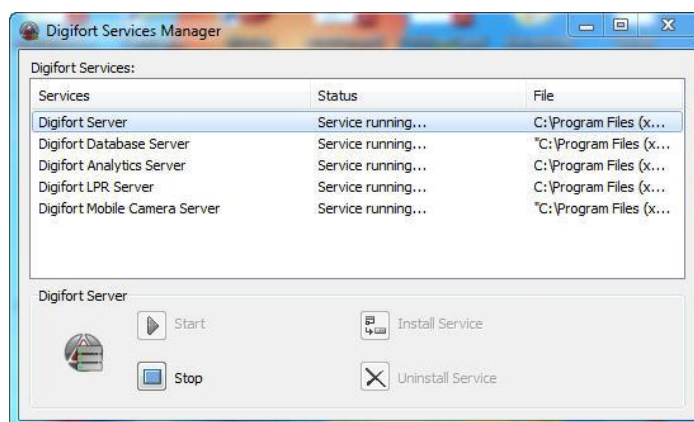 Digifort Services Manager
Digifort Services:
Services Status File
Digifort Server Service running... C:\Program Files (x...
Digifort Database Server Service running... "C:\Program Files (x...
Digifort Analytics Server Service running... C:\Program Files (x...
Digifort LPR Server Service running... C:\Program Files (x...
Digifort Mobile Camera Server Service running... "C:\Program Files (x...
Digifort Server
Start Install Service
Stop Uninstall Service